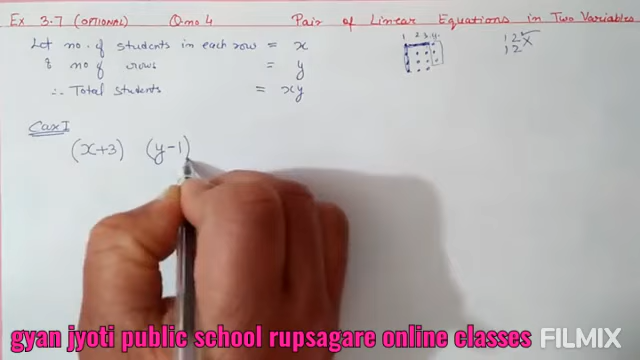 Ex 3.7 (OPTIONAL) Q.no 4 Pair of Linear Equations in Two Variables
Let no. of students in each row = x
& no of rows = y
∴ Total students = xy
1 2 3 4
12
12
Case I
(x+3) (y-1)
gyan jyoti public school rupsagare online classes
FILMIX